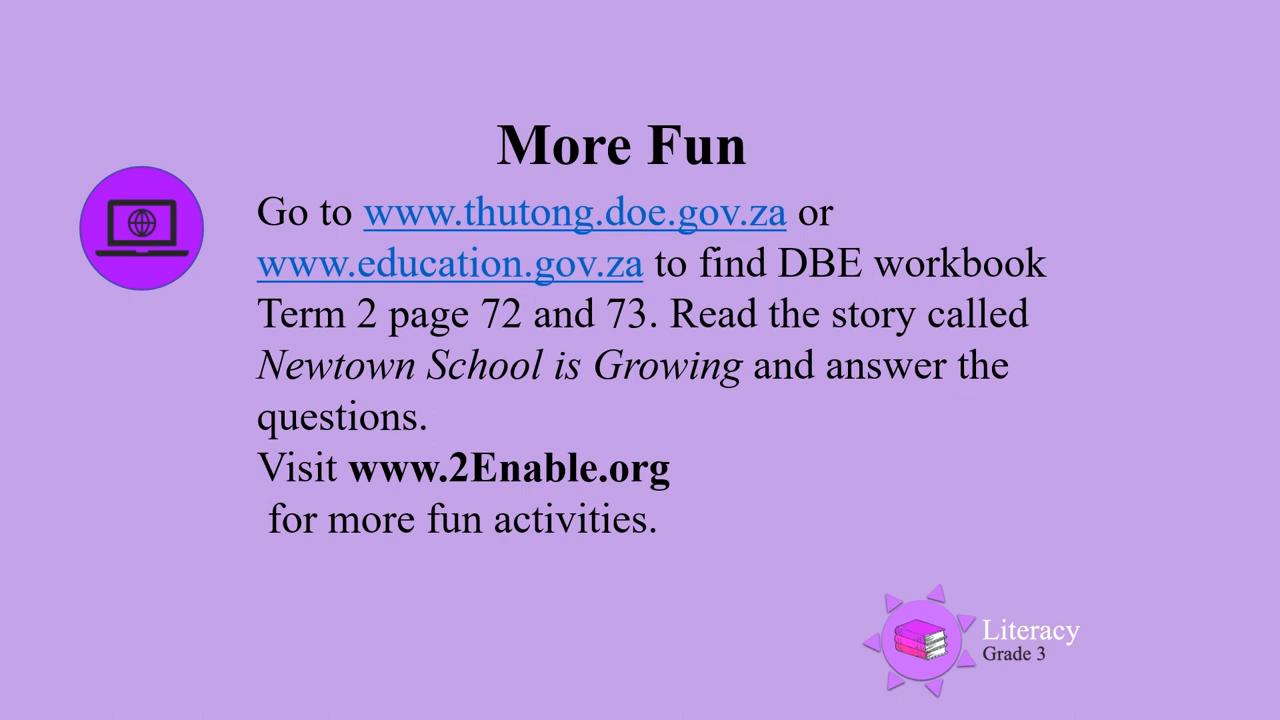 More Fun
Go to www.thutong.doe.gov.za or
www.education.gov.za to find DBE workbook
Term 2 page 72 and 73. Read the story called
Newtown School is Growing and answer the
questions.
Visit www.2Enable.org
for more fun activities.
Literacy
Grade 3